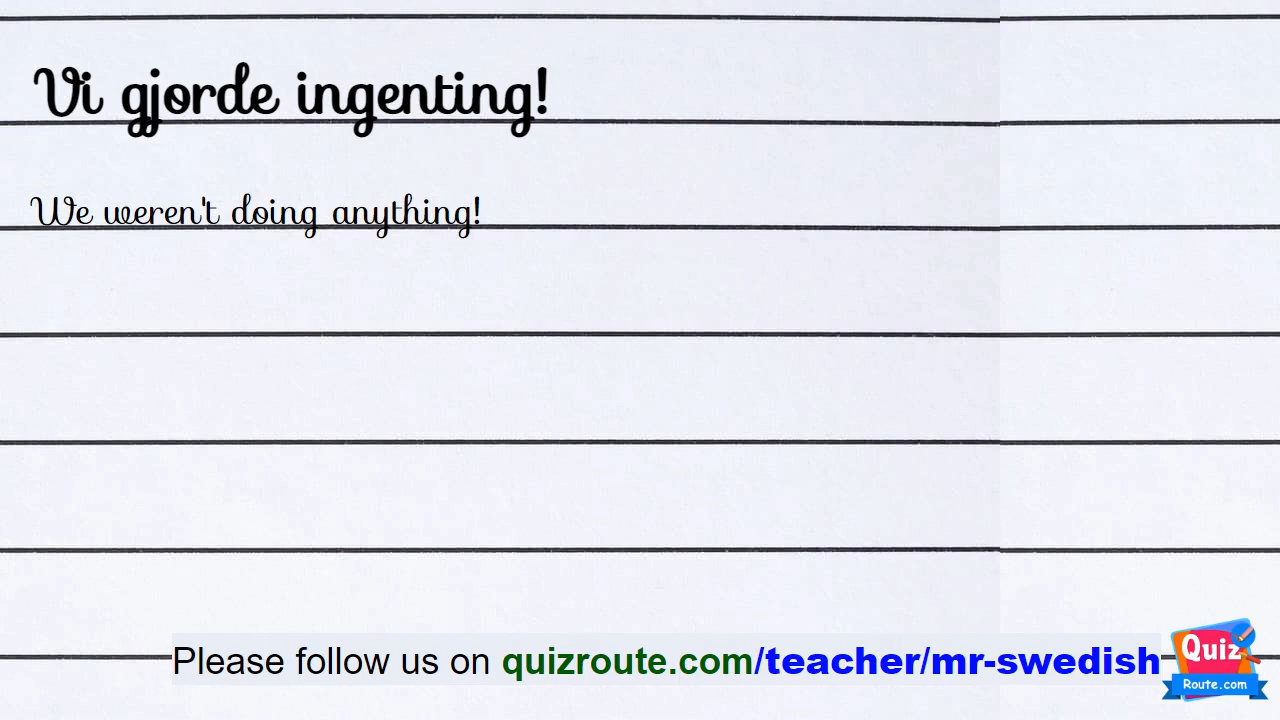 Vi gjorde ingenting!
We weren't doing anything!
Please follow us on quizroute.com/teacher/mr-swedish
Quiz
Route.com